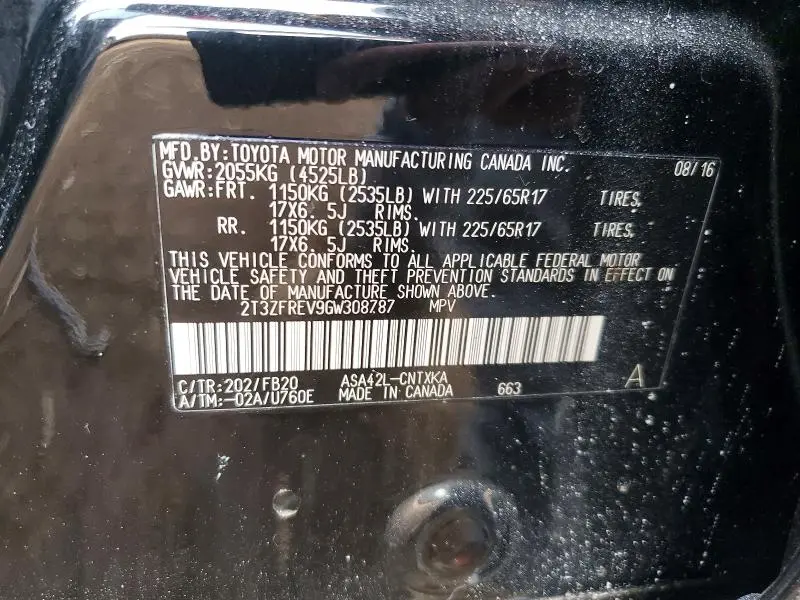 MFD.BY:TOYOTA MOTOR MANUFACTURING CANADA INC. 08/16
GVWR:2055KG (4525LB)
GAWR:FRT. 1150KG (2535LB) WITH 225/65R17 TIRES,
17X6. 5J RIMS.
RR. 1150KG (2535LB) WITH 225/65R17 TIRES,
17X6. 5J RIMS.
THIS VEHICLE CONFORMS TO ALL APPLICABLE FEDERAL MOTOR
VEHICLE SAFETY AND THEFT PREVENTION STANDARDS IN EFFECT ON
THE DATE OF MANUFACTURE SHOWN ABOVE.
2T3ZFREV9GW308787 MPV
C/TR:202/FB20 ASA42L-CNTXKA 663 A
A/TM:-02A/U760E MADE IN CANADA